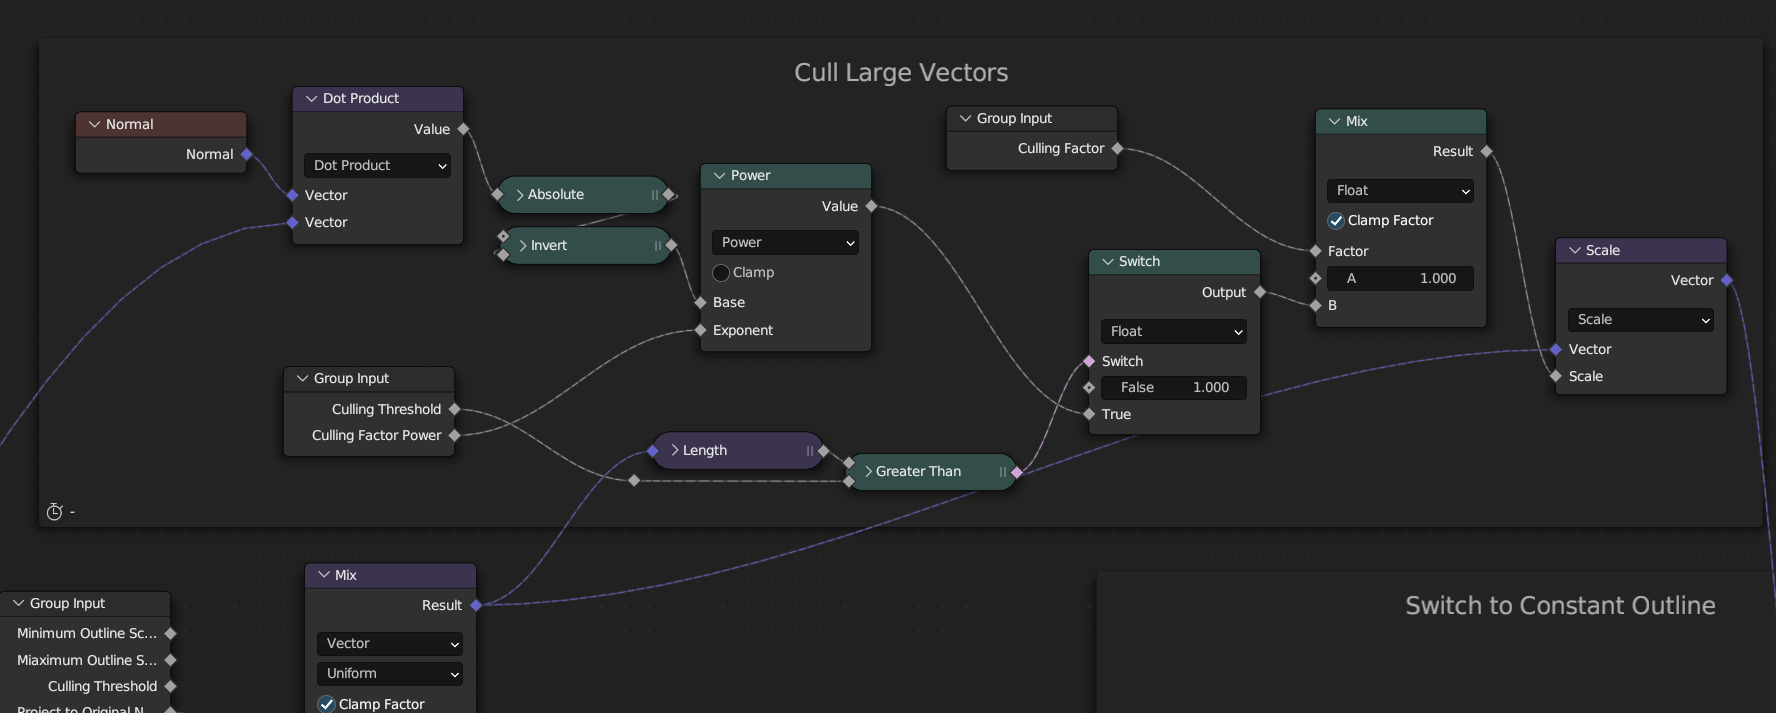 Cull Large Vectors
Normal
Normal
Dot Product
Value
Dot Product
Vector
Vector
Absolute
Invert
Power
Value
Power
Clamp
Base
Exponent
Group Input
Culling Factor
Mix
Result
Float
Clamp Factor
Factor
A 1.000
B
Switch
Output
Float
Switch
False 1.000
True
Scale
Vector
Scale
Vector
Scale
Group Input
Culling Threshold
Culling Factor Power
Length
Greater Than
-
Mix
Result
Vector
Uniform
Clamp Factor
Group Input
Minimum Outline Sc...
Miaximum Outline S...
Culling Threshold
Project to Original N...
Switch to Constant Outline